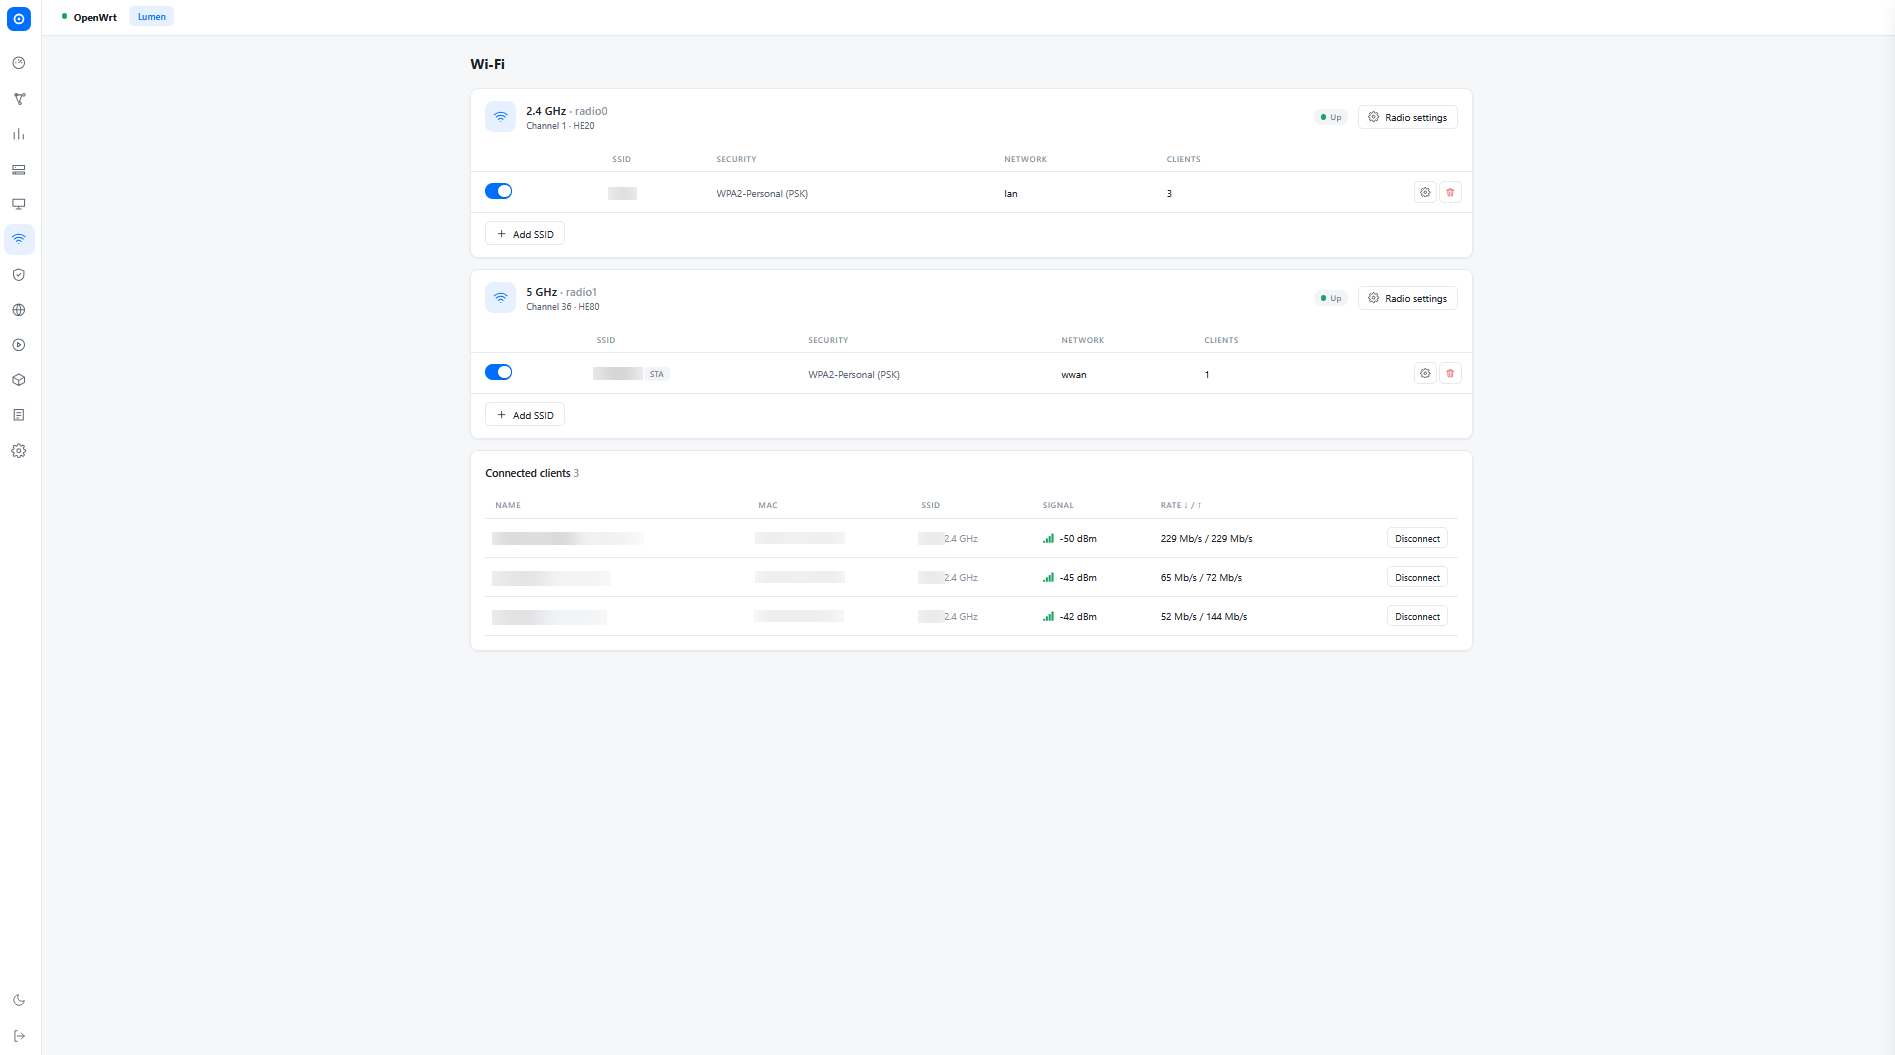 OpenWrt Lumen
Wi-Fi
2.4 GHz · radio0
Channel 1 · HE20
Up
Radio settings
SSID SECURITY NETWORK CLIENTS
WPA2-Personal (PSK) lan 3
+ Add SSID
5 GHz · radio1
Channel 36 · HE80
Up
Radio settings
SSID SECURITY NETWORK CLIENTS
STA WPA2-Personal (PSK) wwan 1
+ Add SSID
Connected clients 3
NAME MAC SSID SIGNAL RATE ↓ / ↑
2.4 GHz -50 dBm 229 Mb/s / 229 Mb/s Disconnect
2.4 GHz -45 dBm 65 Mb/s / 72 Mb/s Disconnect
2.4 GHz -42 dBm 52 Mb/s / 144 Mb/s Disconnect